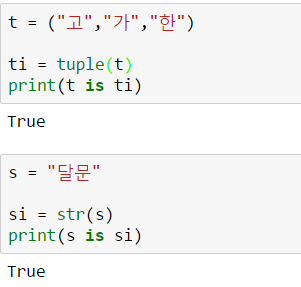 t = ("고","가","한")
ti = tuple(t)
print(t is ti)
True
s = "달문"
si = str(s)
print(s is si)
True